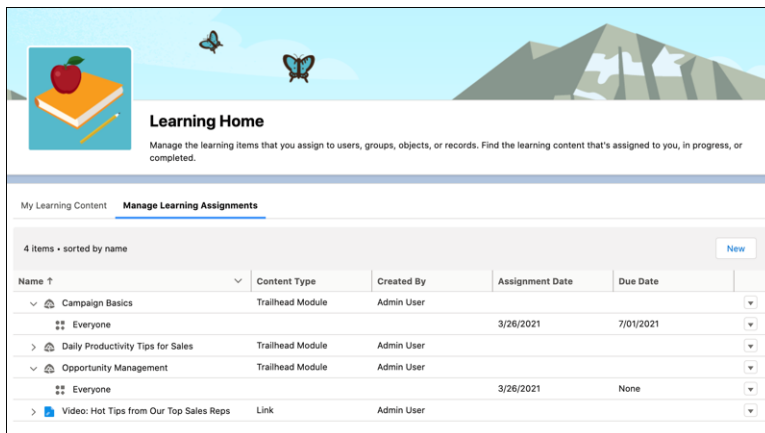 Learning Home
Manage the learning items that you assign to users, groups, objects, or records. Find the learning content that's assigned to you, in progress, or
completed.
My Learning Content Manage Learning Assignments
4 items • sorted by name New
Name ↑ Content Type Created By Assignment Date Due Date
Campaign Basics Trailhead Module Admin User
Everyone 3/26/2021 7/01/2021
Daily Productivity Tips for Sales Trailhead Module Admin User
Opportunity Management Trailhead Module Admin User
Everyone 3/26/2021 None
Video: Hot Tips from Our Top Sales Reps Link Admin User